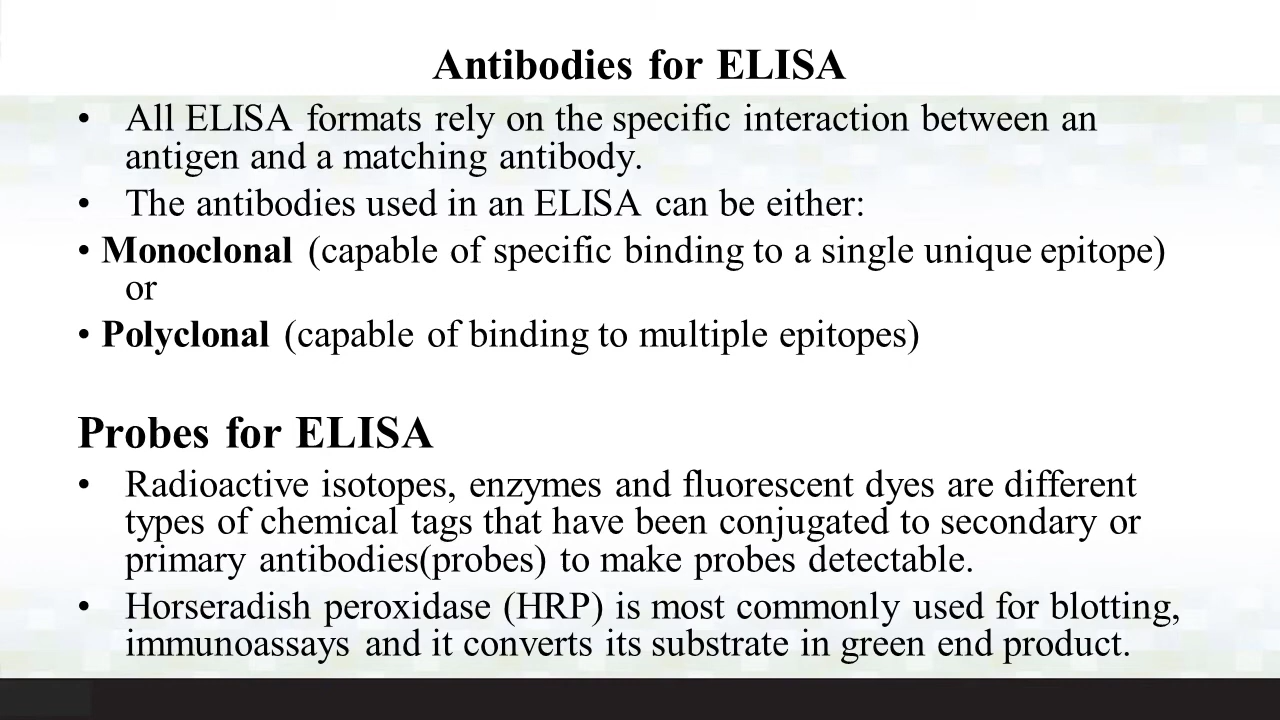 Antibodies for ELISA
• All ELISA formats rely on the specific interaction between an
antigen and a matching antibody.
• The antibodies used in an ELISA can be either:
• Monoclonal (capable of specific binding to a single unique epitope)
or
• Polyclonal (capable of binding to multiple epitopes)
Probes for ELISA
• Radioactive isotopes, enzymes and fluorescent dyes are different
types of chemical tags that have been conjugated to secondary or
primary antibodies(probes) to make probes detectable.
• Horseradish peroxidase (HRP) is most commonly used for blotting,
immunoassays and it converts its substrate in green end product.